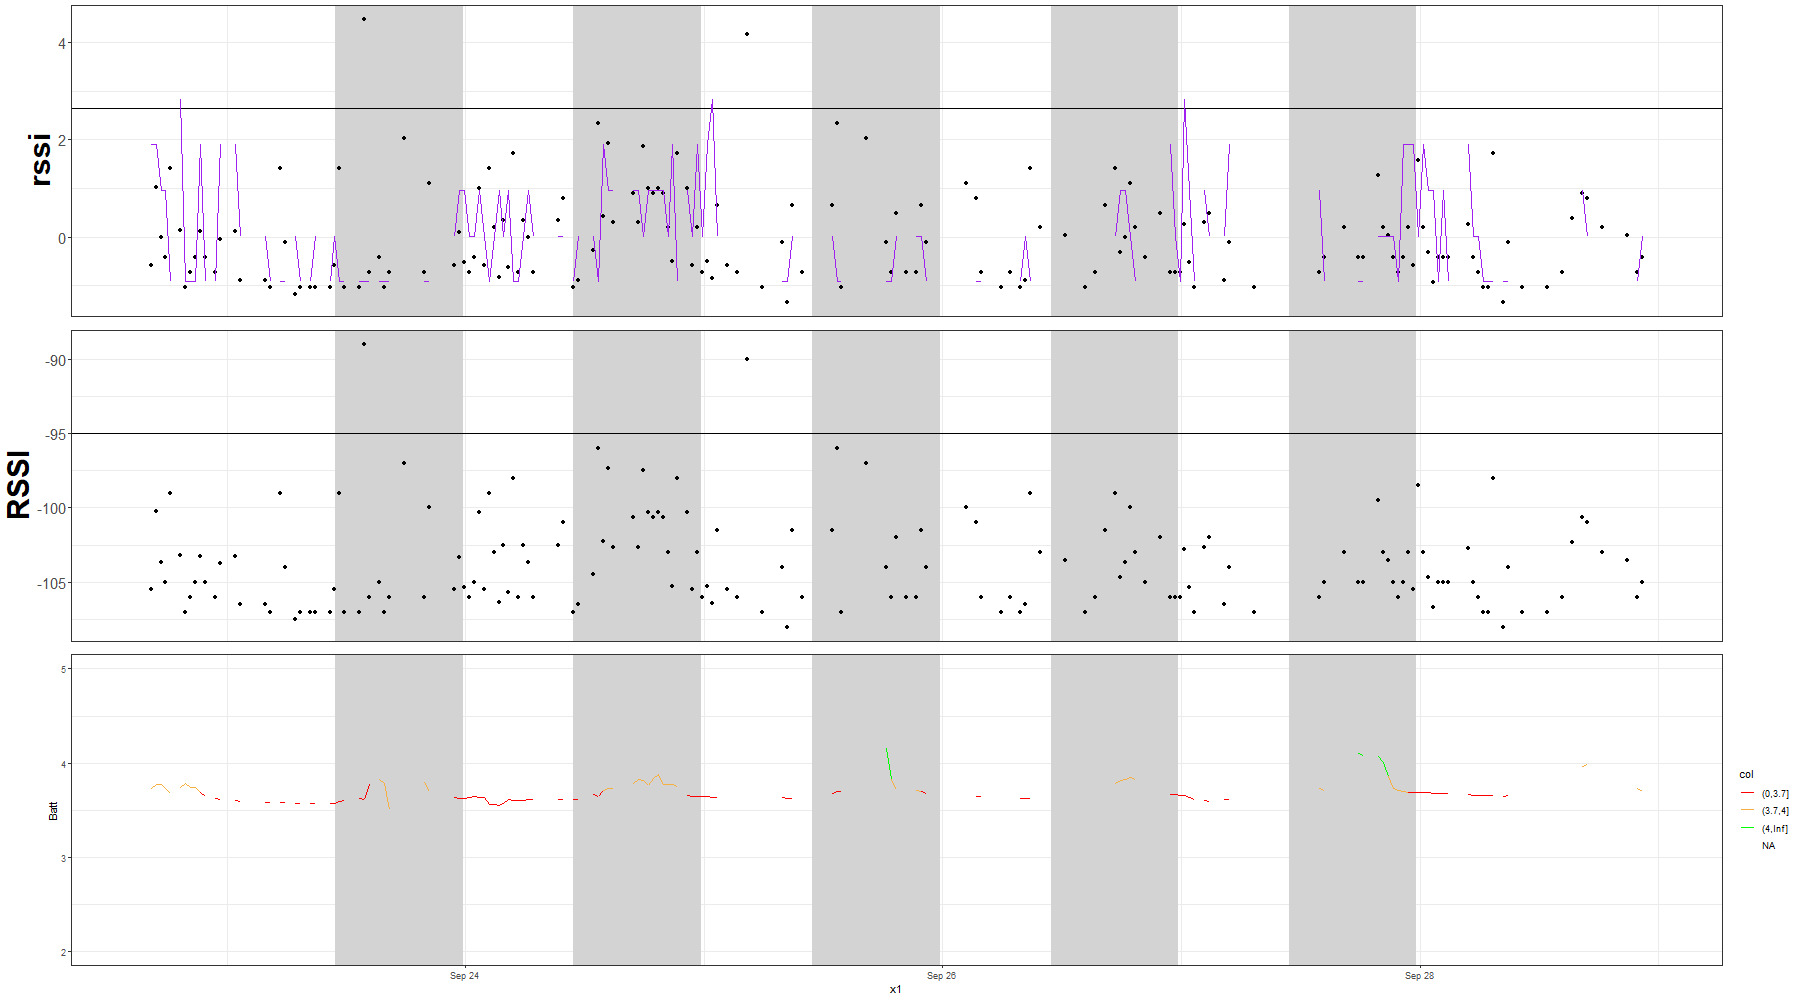 rssi
4
2
0
RSSI
-90
-95
-100
-105
Batt
5
4
3
2
Sep 24
Sep 26
Sep 28
x1
col
(0,3.7]
(3.7,4]
(4,Inf]
NA